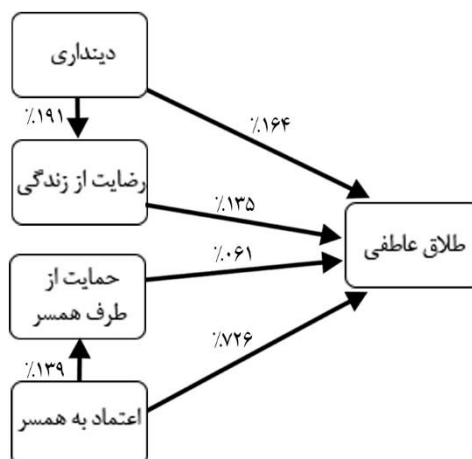 دینداری
٪.۱۹۱
٪.۱۶۴
رضایت از زندگی
٪.۱۳۵
طلاق عاطفی
حمایت از
طرف همسر
٪.۰۶۱
٪.۷۲۶
٪.۱۳۹
اعتماد به همسر